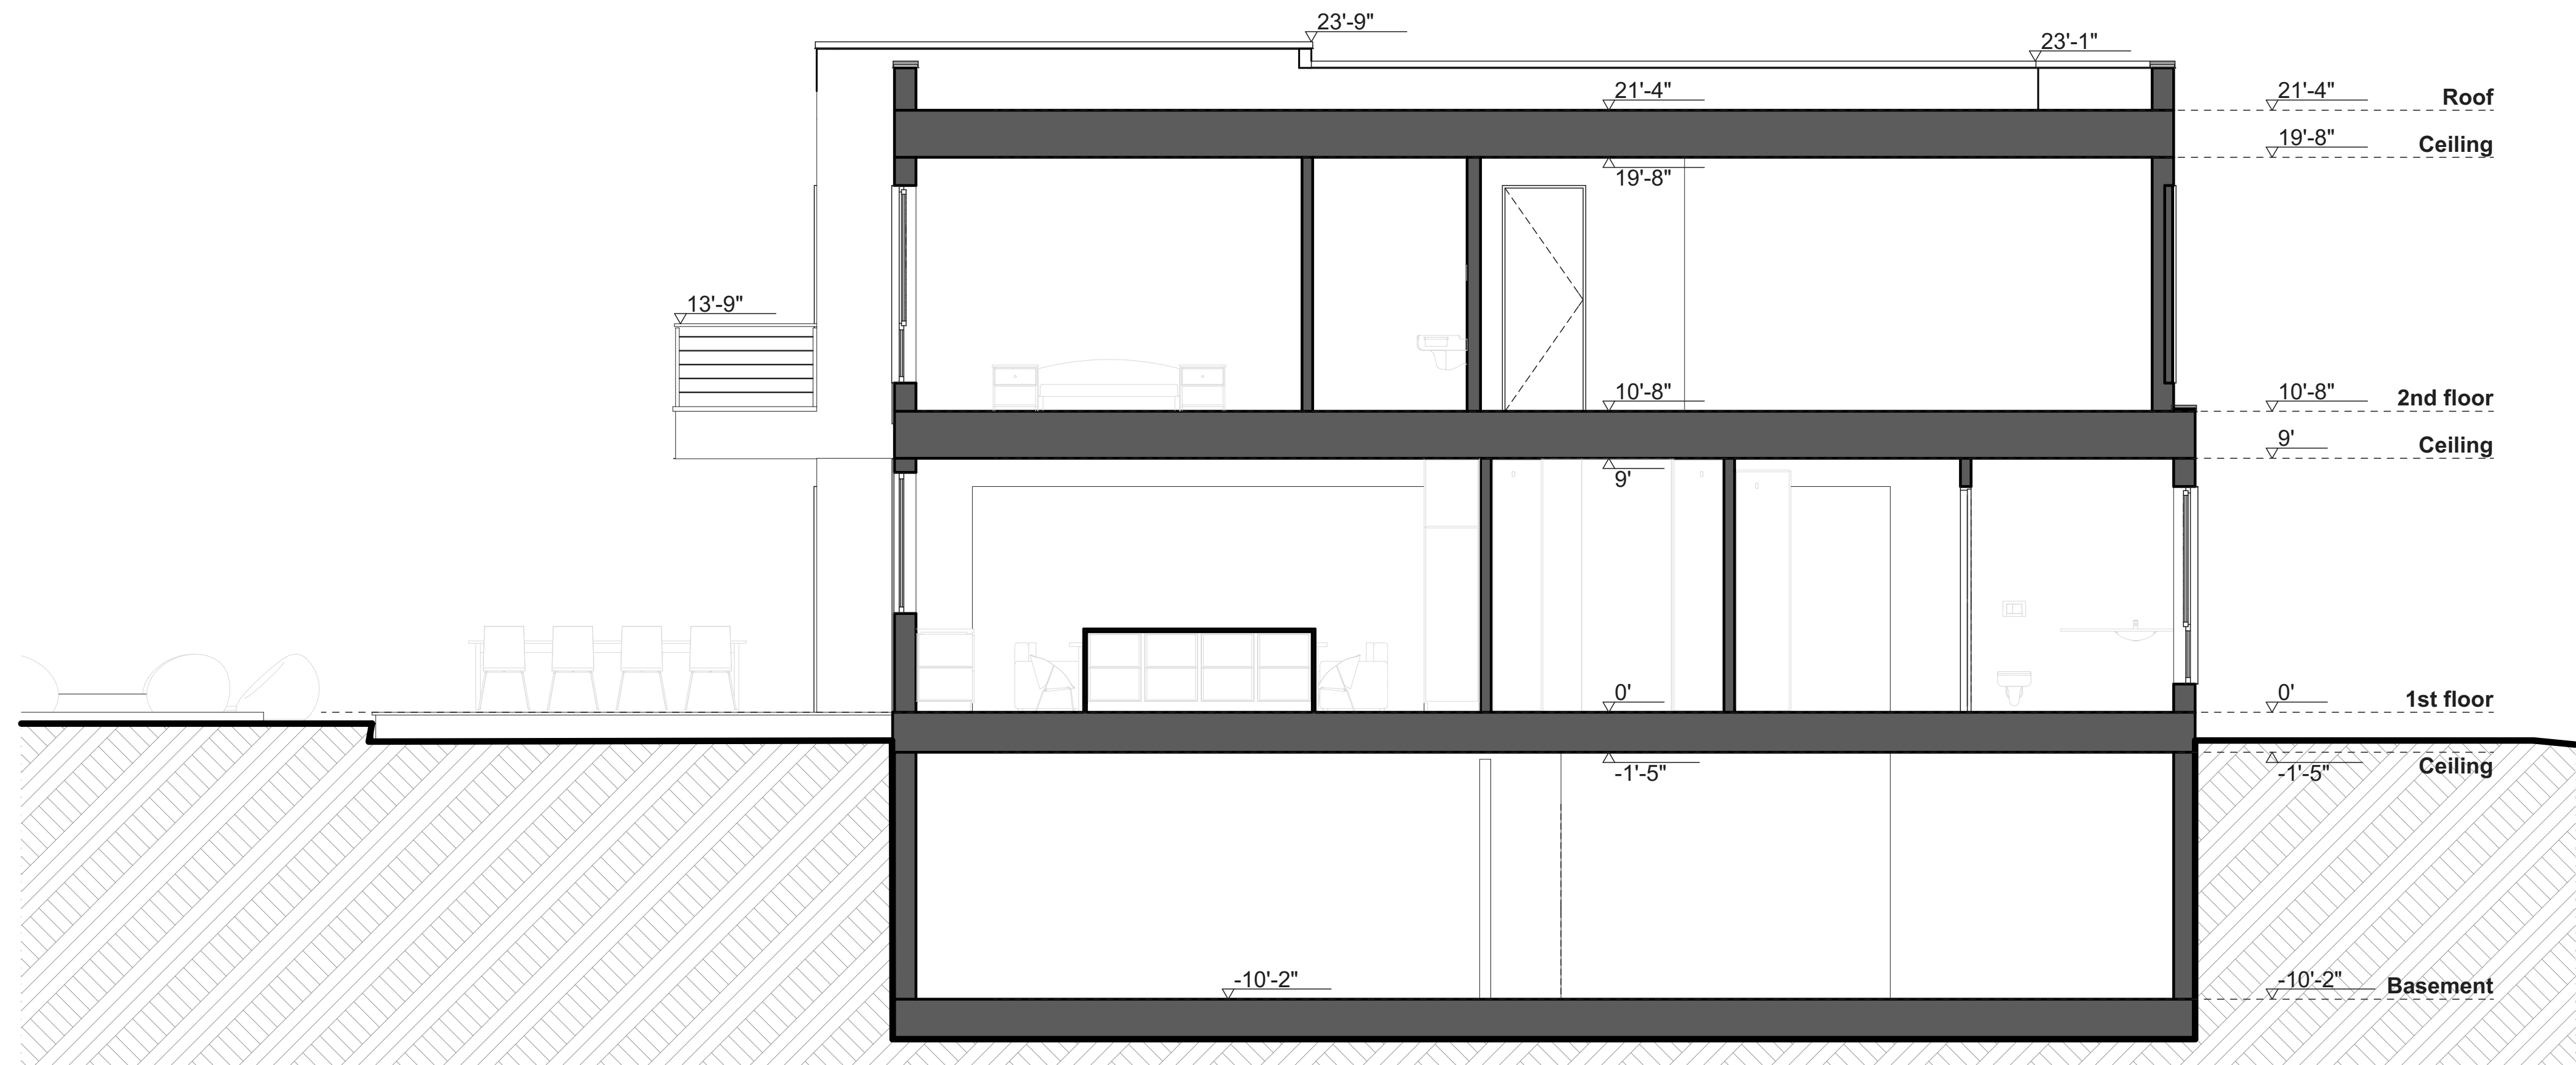 23'-9"
23'-1"
21'-4"
21'-4" Roof
19'-8" Ceiling
19'-8"
13'-9"
10'-8"
10'-8" 2nd floor
9' Ceiling
9'
0'
0' 1st floor
-1'-5"
-1'-5" Ceiling
-10'-2"
-10'-2" Basement